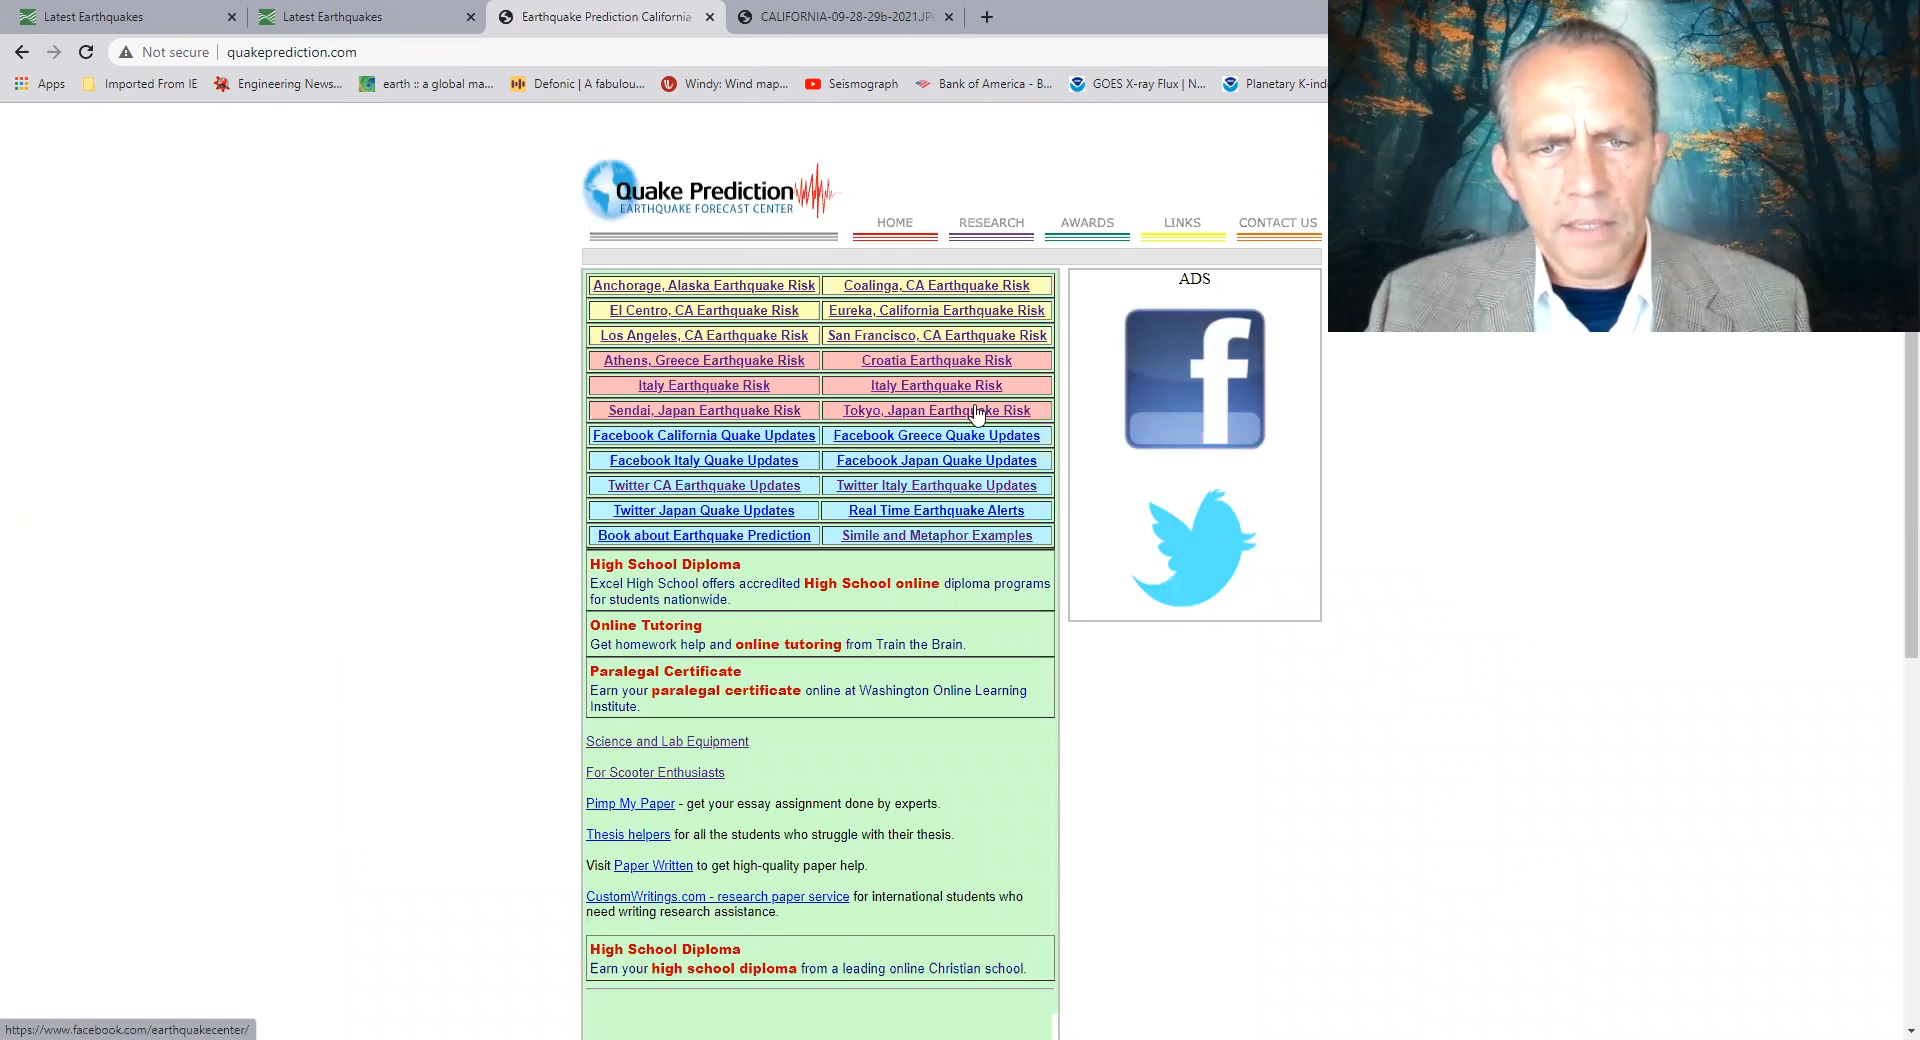 Latest Earthquakes
Latest Earthquakes
Earthquake Prediction California
CALIFORNIA-09-28-29b-2021.JP
Not secure
quakeprediction.com
Apps
Imported From IE
Engineering News...
earth :: a global ma...
Defonic | A fabulou...
Windy: Wind map...
Seismograph
Bank of America - B...
GOES X-ray Flux | N...
Planetary K-ind
Quake Prediction
EARTHQUAKE FORECAST CENTER
HOME
RESEARCH
AWARDS
LINKS
CONTACT US
Anchorage, Alaska Earthquake Risk
Coalinga, CA Earthquake Risk
El Centro, CA Earthquake Risk
Eureka, California Earthquake Risk
Los Angeles, CA Earthquake Risk
San Francisco, CA Earthquake Risk
Athens, Greece Earthquake Risk
Croatia Earthquake Risk
Italy Earthquake Risk
Italy Earthquake Risk
Sendai, Japan Earthquake Risk
Tokyo, Japan Earthquake Risk
Facebook California Quake Updates
Facebook Greece Quake Updates
Facebook Italy Quake Updates
Facebook Japan Quake Updates
Twitter CA Earthquake Updates
Twitter Italy Earthquake Updates
Twitter Japan Quake Updates
Real Time Earthquake Alerts
Book about Earthquake Prediction
Simile and Metaphor Examples
ADS
f
High School Diploma
Excel High School offers accredited High School online diploma programs
for students nationwide.
Online Tutoring
Get homework help and online tutoring from Train the Brain.
Paralegal Certificate
Earn your paralegal certificate online at Washington Online Learning
Institute.
Science and Lab Equipment
For Scooter Enthusiasts
Pimp My Paper - get your essay assignment done by experts.
Thesis helpers for all the students who struggle with their thesis.
Visit Paper Written to get high-quality paper help.
CustomWritings.com - research paper service for international students who
need writing research assistance.
High School Diploma
Earn your high school diploma from a leading online Christian school.
https://www.facebook.com/earthquakecenter/